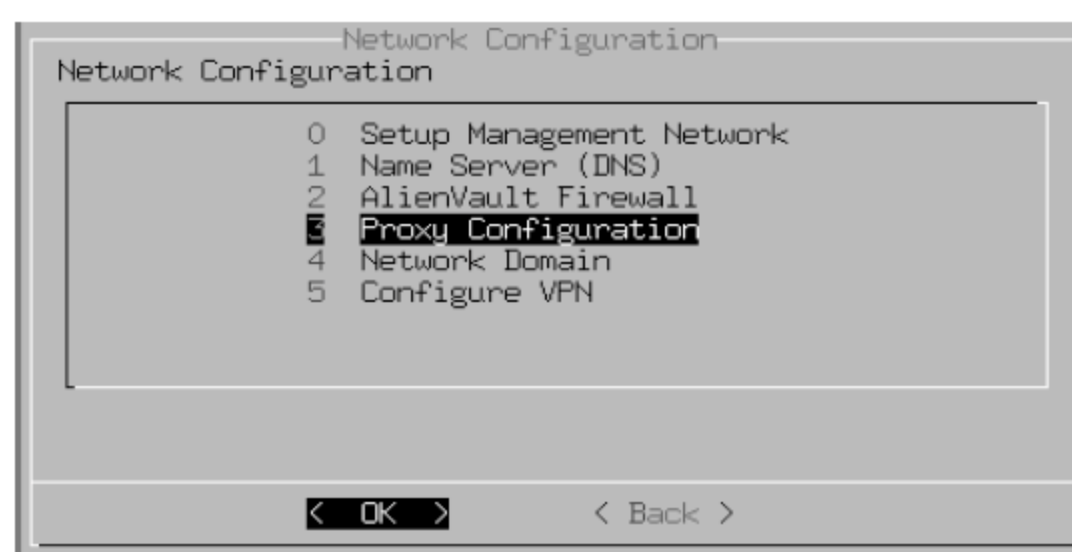 Network Configuration
Network Configuration
0 Setup Management Network
1 Name Server (DNS)
2 AlienVault Firewall
3 Proxy Configuration
4 Network Domain
5 Configure VPN
< OK > < Back >